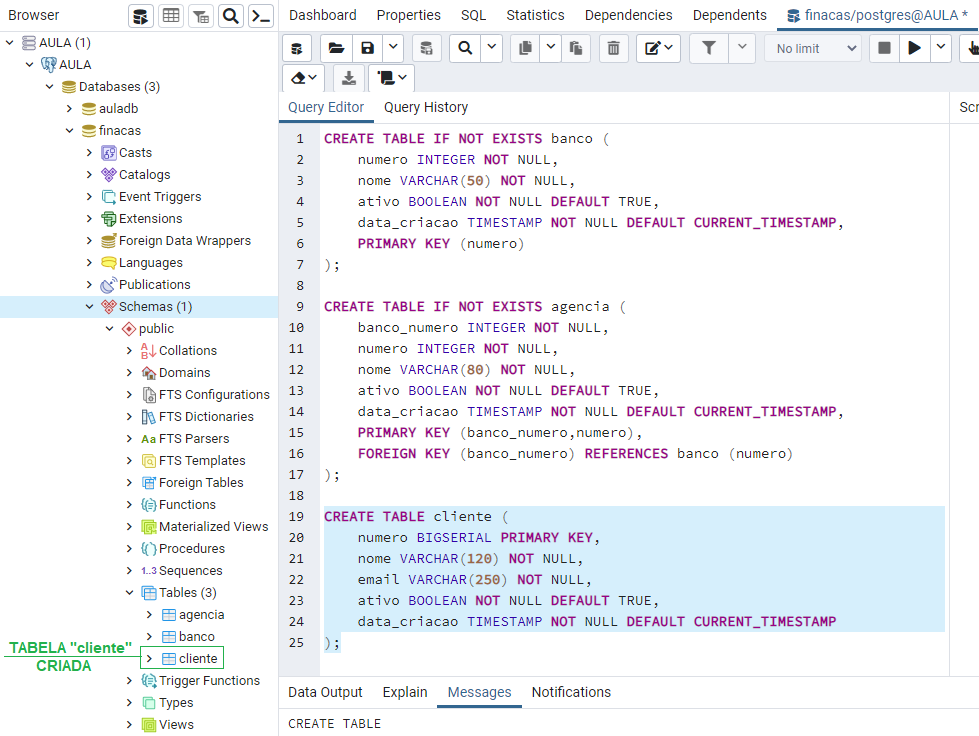 Browser
Dashboard Properties SQL Statistics Dependencies Dependents finacas/postgres@AULA *
AULA (1)
AULA
Databases (3)
auladb
finacas
Casts
Catalogs
Event Triggers
Extensions
Foreign Data Wrappers
Languages
Publications
Schemas (1)
public
Collations
Domains
FTS Configurations
FTS Dictionaries
Aa FTS Parsers
FTS Templates
Foreign Tables
Functions
Materialized Views
Procedures
1..3 Sequences
Tables (3)
agencia
banco
cliente
Trigger Functions
Types
Views
TABELA "cliente"
CRIADA
No limit
Query Editor Query History
Scr
1 CREATE TABLE IF NOT EXISTS banco (
2 numero INTEGER NOT NULL,
3 nome VARCHAR(50) NOT NULL,
4 ativo BOOLEAN NOT NULL DEFAULT TRUE,
5 data_criacao TIMESTAMP NOT NULL DEFAULT CURRENT_TIMESTAMP,
6 PRIMARY KEY (numero)
7 );
8
9 CREATE TABLE IF NOT EXISTS agencia (
10 banco_numero INTEGER NOT NULL,
11 numero INTEGER NOT NULL,
12 nome VARCHAR(80) NOT NULL,
13 ativo BOOLEAN NOT NULL DEFAULT TRUE,
14 data_criacao TIMESTAMP NOT NULL DEFAULT CURRENT_TIMESTAMP,
15 PRIMARY KEY (banco_numero,numero),
16 FOREIGN KEY (banco_numero) REFERENCES banco (numero)
17 );
18
19 CREATE TABLE cliente (
20 numero BIGSERIAL PRIMARY KEY,
21 nome VARCHAR(120) NOT NULL,
22 email VARCHAR(250) NOT NULL,
23 ativo BOOLEAN NOT NULL DEFAULT TRUE,
24 data_criacao TIMESTAMP NOT NULL DEFAULT CURRENT_TIMESTAMP
25 );
Data Output Explain Messages Notifications
CREATE TABLE